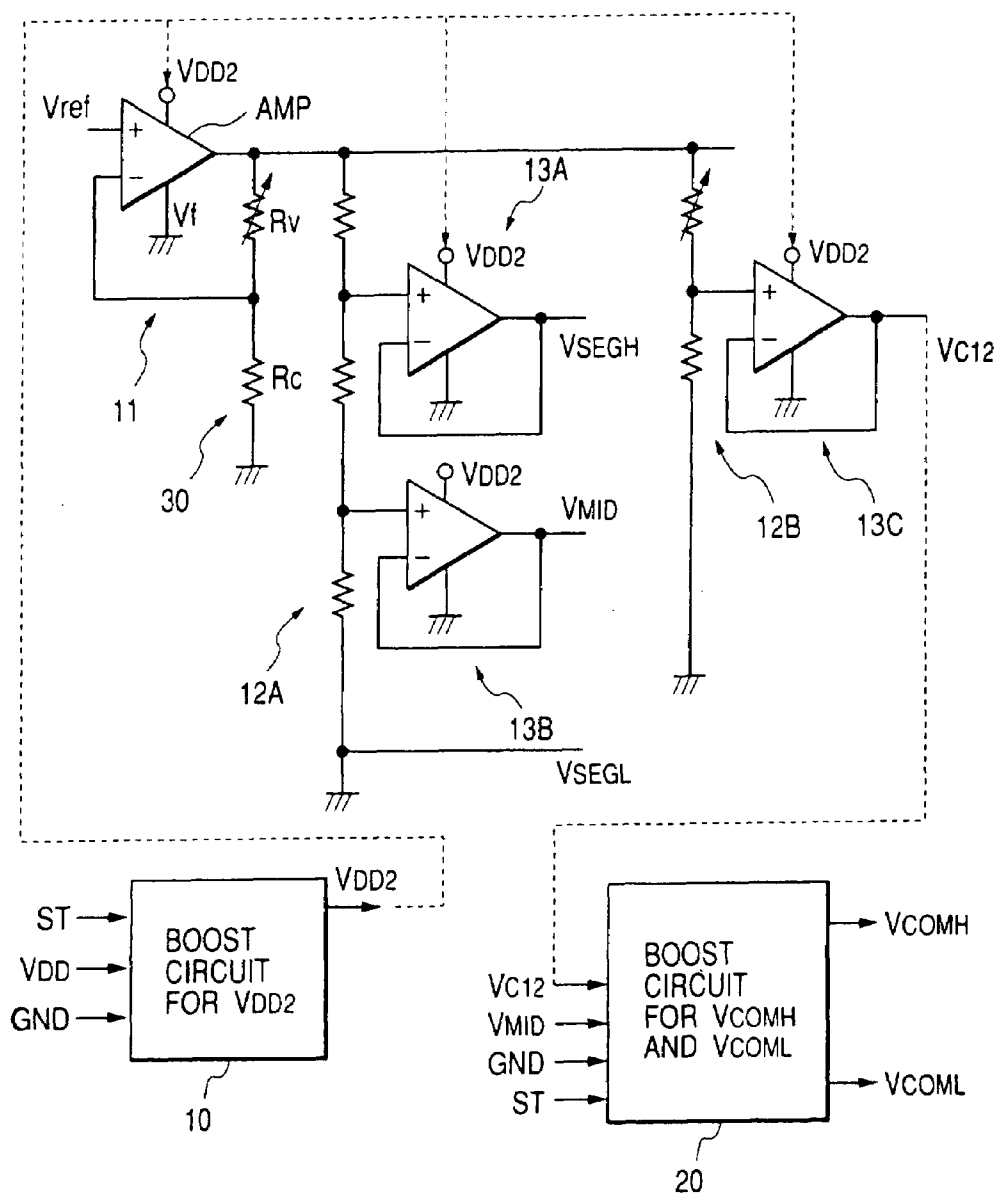 VDD2
Vref
AMP
+
−
Vf
Rv
13A
VDD2
VDD2
+
−
+
−
VSEGH
VC12
Rc
11
30
VDD2
+
−
VMID
12B
13C
12A
13B
VSEGL
VDD2
ST
VDD
GND
BOOST
CIRCUIT
FOR VDD2
10
VC12
VMID
GND
ST
BOOST
CIRCUIT
FOR VCOMH
AND VCOML
VCOMH
VCOML
20